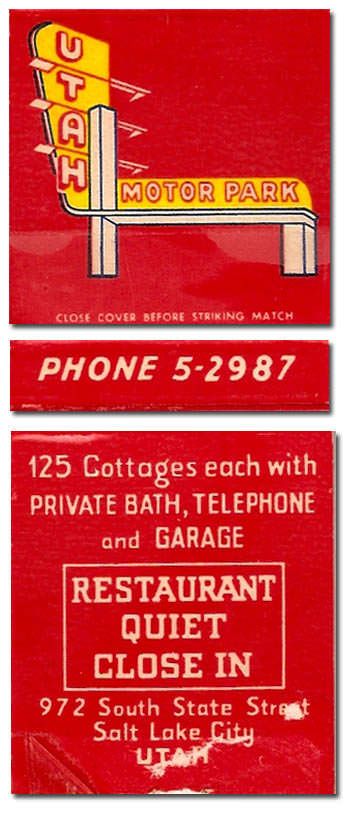 UTAH
MOTOR PARK
CLOSE COVER BEFORE STRIKING MATCH
PHONE 5-2987
125 Cottages each with
PRIVATE BATH, TELEPHONE
and GARAGE
RESTAURANT
QUIET
CLOSE IN
972 South State Street
Salt Lake City
UTAH